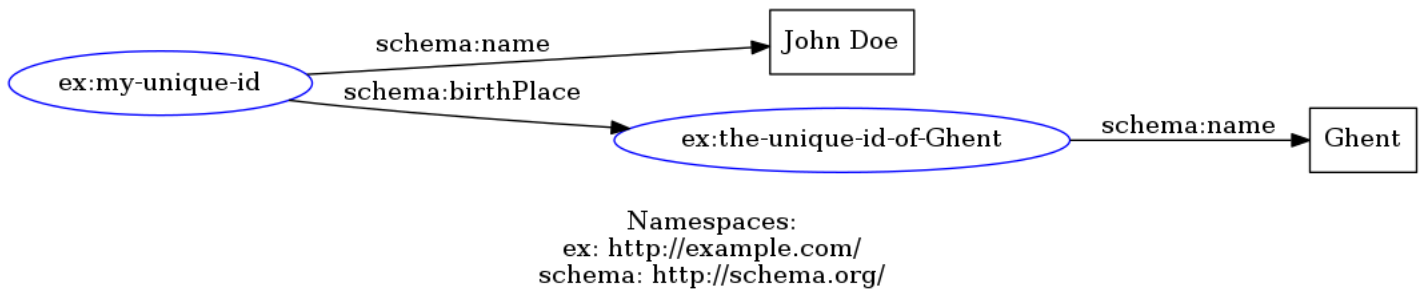 schema:name
John Doe
ex:my-unique-id
schema:birthPlace
ex:the-unique-id-of-Ghent
schema:name
Ghent
Namespaces:
ex: http://example.com/
schema: http://schema.org/